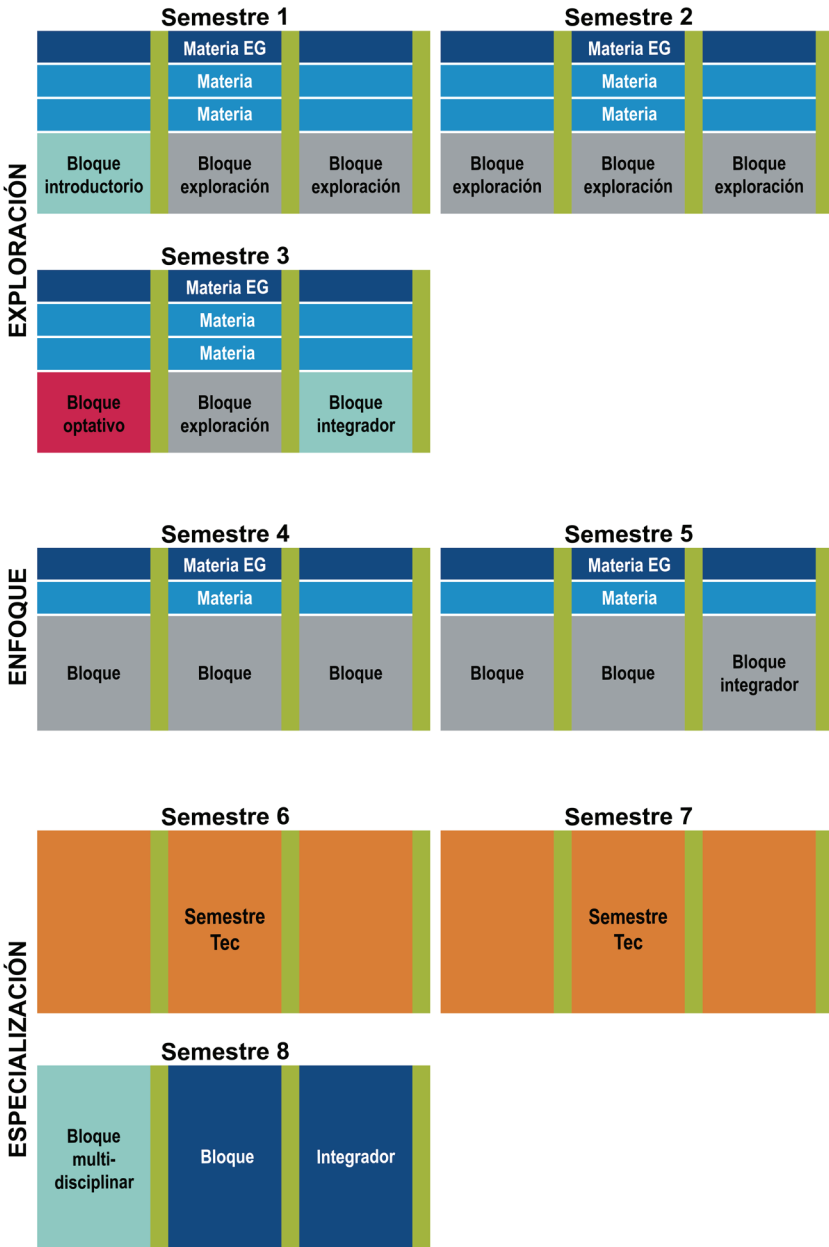 EXPLORACIÓN
Semestre 1
Materia EG
Materia
Materia
Bloque
introductorio
Bloque
exploración
Bloque
exploración
Semestre 2
Materia EG
Materia
Materia
Bloque
exploración
Bloque
exploración
Bloque
exploración
Semestre 3
Materia EG
Materia
Materia
Bloque
optativo
Bloque
exploración
Bloque
integrador
ENFOQUE
Semestre 4
Materia EG
Materia
Bloque
Bloque
Bloque
Semestre 5
Materia EG
Materia
Bloque
Bloque
Bloque
integrador
ESPECIALIZACIÓN
Semestre 6
Semestre
Tec
Semestre 7
Semestre
Tec
Semestre 8
Bloque
multi-
disciplinar
Bloque
Integrador